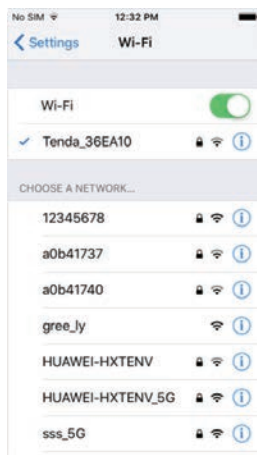 No SIM 12:32 PM
Settings Wi-Fi
Wi-Fi
Tenda_36EA10
CHOOSE A NETWORK...
12345678
a0b41737
a0b41740
gree_ly
HUAWEI-HXTENV
HUAWEI-HXTENV_5G
sss_5G